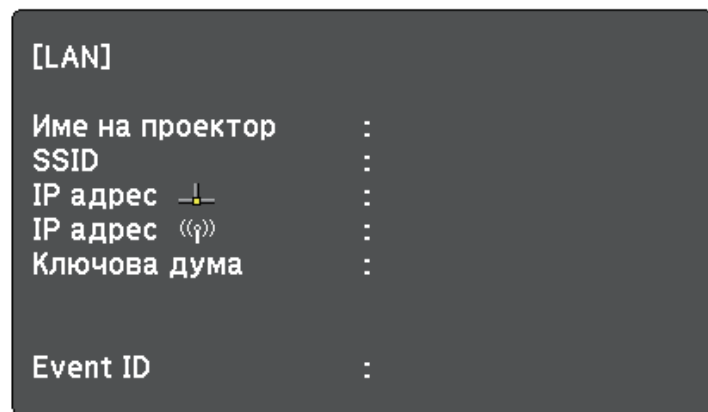 [LAN]
Име на проектор :
SSID :
IP адрес :
IP адрес :
Ключова дума :
Event ID :